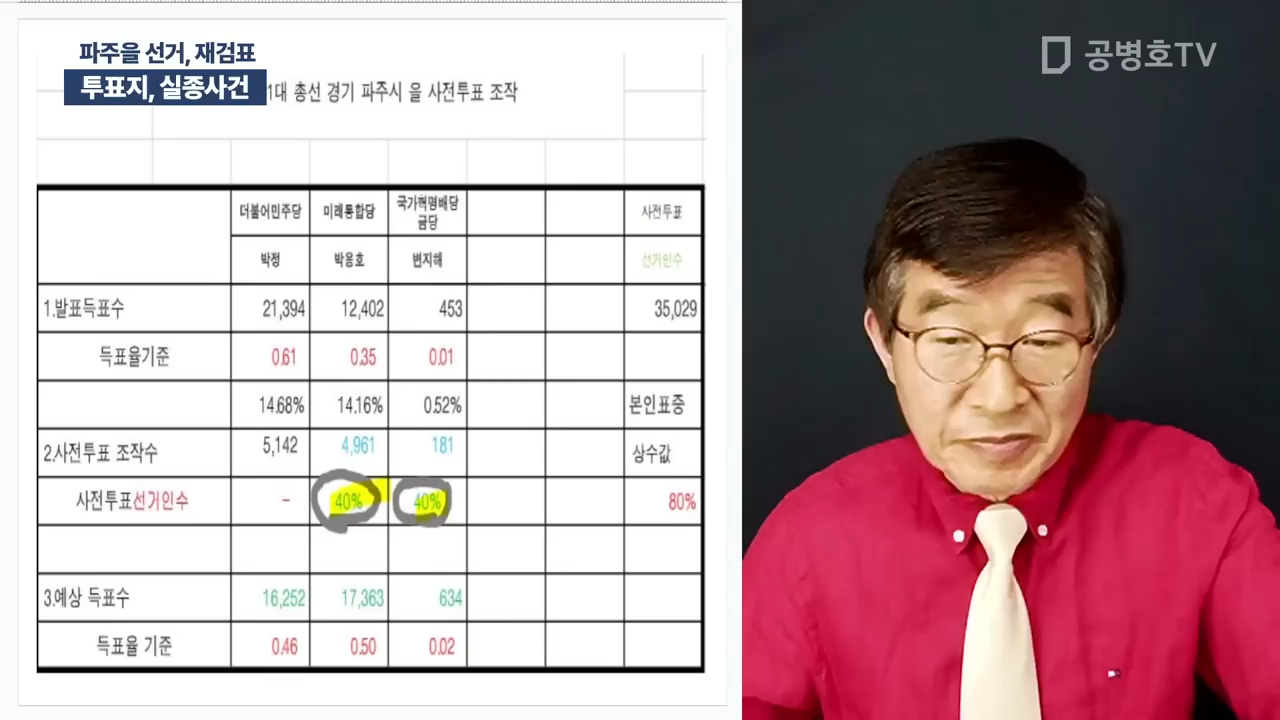 파주을 선거, 재검표
투표지, 실종사건
공병호TV
1대 총선 경기 파주시 을 사전투표 조작
더불어민주당 미래통합당 국가혁명배당금당 사전투표
박정 박용호 변지해 선거인수
1.발표득표수 21,394 12,402 453 35,029
득표율기준 0.61 0.35 0.01
14.68% 14.16% 0.52% 본인표증
2.사전투표 조작수 5,142 4,961 181 상수값
사전투표선거인수 - 40% 40% 80%
3.예상 득표수 16,252 17,363 634
득표율 기준 0.46 0.50 0.02